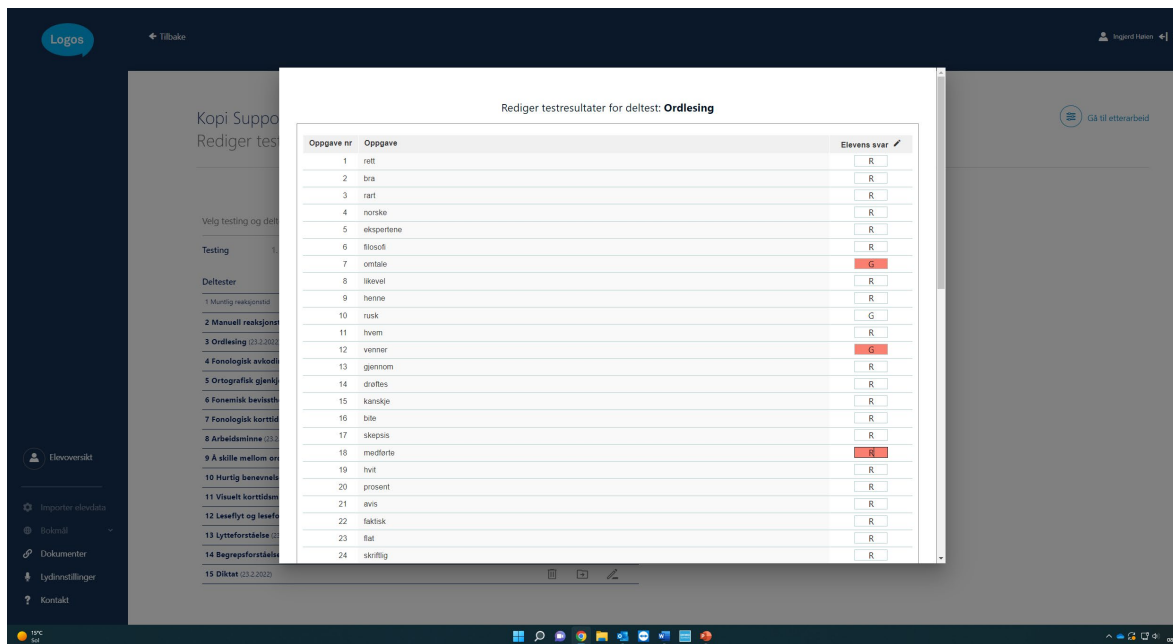 Logos
Tilbake
Ingjerd Høien
Rediger testresultater for deltest: Ordlesing
Kopi Suppo
Rediger tes
Gå til etterarbeid
Oppgave nr Oppgave Elevens svar
1 rett R
2 bra R
3 rart R
4 norske R
5 ekspertene R
6 filosofi R
7 omtale G
8 likevel R
9 henne R
10 rusk G
11 hvem R
12 venner G
13 gjennom R
14 drøftes R
15 kanskje R
16 bite R
17 skepsis R
18 medførte R
19 hvit R
20 prosent R
21 avis R
22 faktisk R
23 flat R
24 skriftlig R
Velg testing og delt
Testing 1.
Deltester
1 Muntlig reaksjonstid
2 Manuell reaksjonst
3 Ordlesing (23.2.2022
4 Fonologisk avkodi
5 Ortografisk gjenkj
6 Fonemisk bevissth
7 Fonologisk korttid
8 Arbeidsminne (23.2
9 Å skille mellom or
10 Hurtig benevnels
11 Visuelt korttidsm
12 Leseflyt og lesefo
13 Lytteforståelse (23
14 Begrepsforståelse
15 Diktat (23.2.2022)
Elevoversikt
Importer elevdata
Bokmål
Dokumenter
Lydinnstillinger
? Kontakt
15°C
Sol